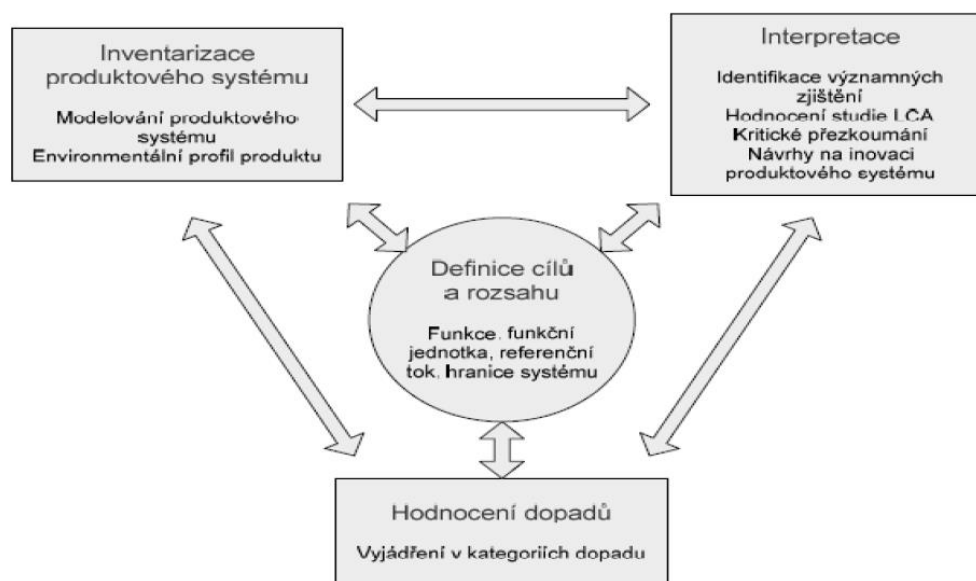 Inventarizace
produktového systému
Modelování produktového
systému
Environmentální profil produktu
Interpretace
Identifikace významných
zjištění
Hodnocení studie LCA
Kritické přezkoumání
Návrhy na inovaci
produktového systému
Definice cílů
a rozsahu
Funkce, funkční
jednotka, referenční
tok, hranice systému
Hodnocení dopadů
Vyjádření v kategoriích dopadu